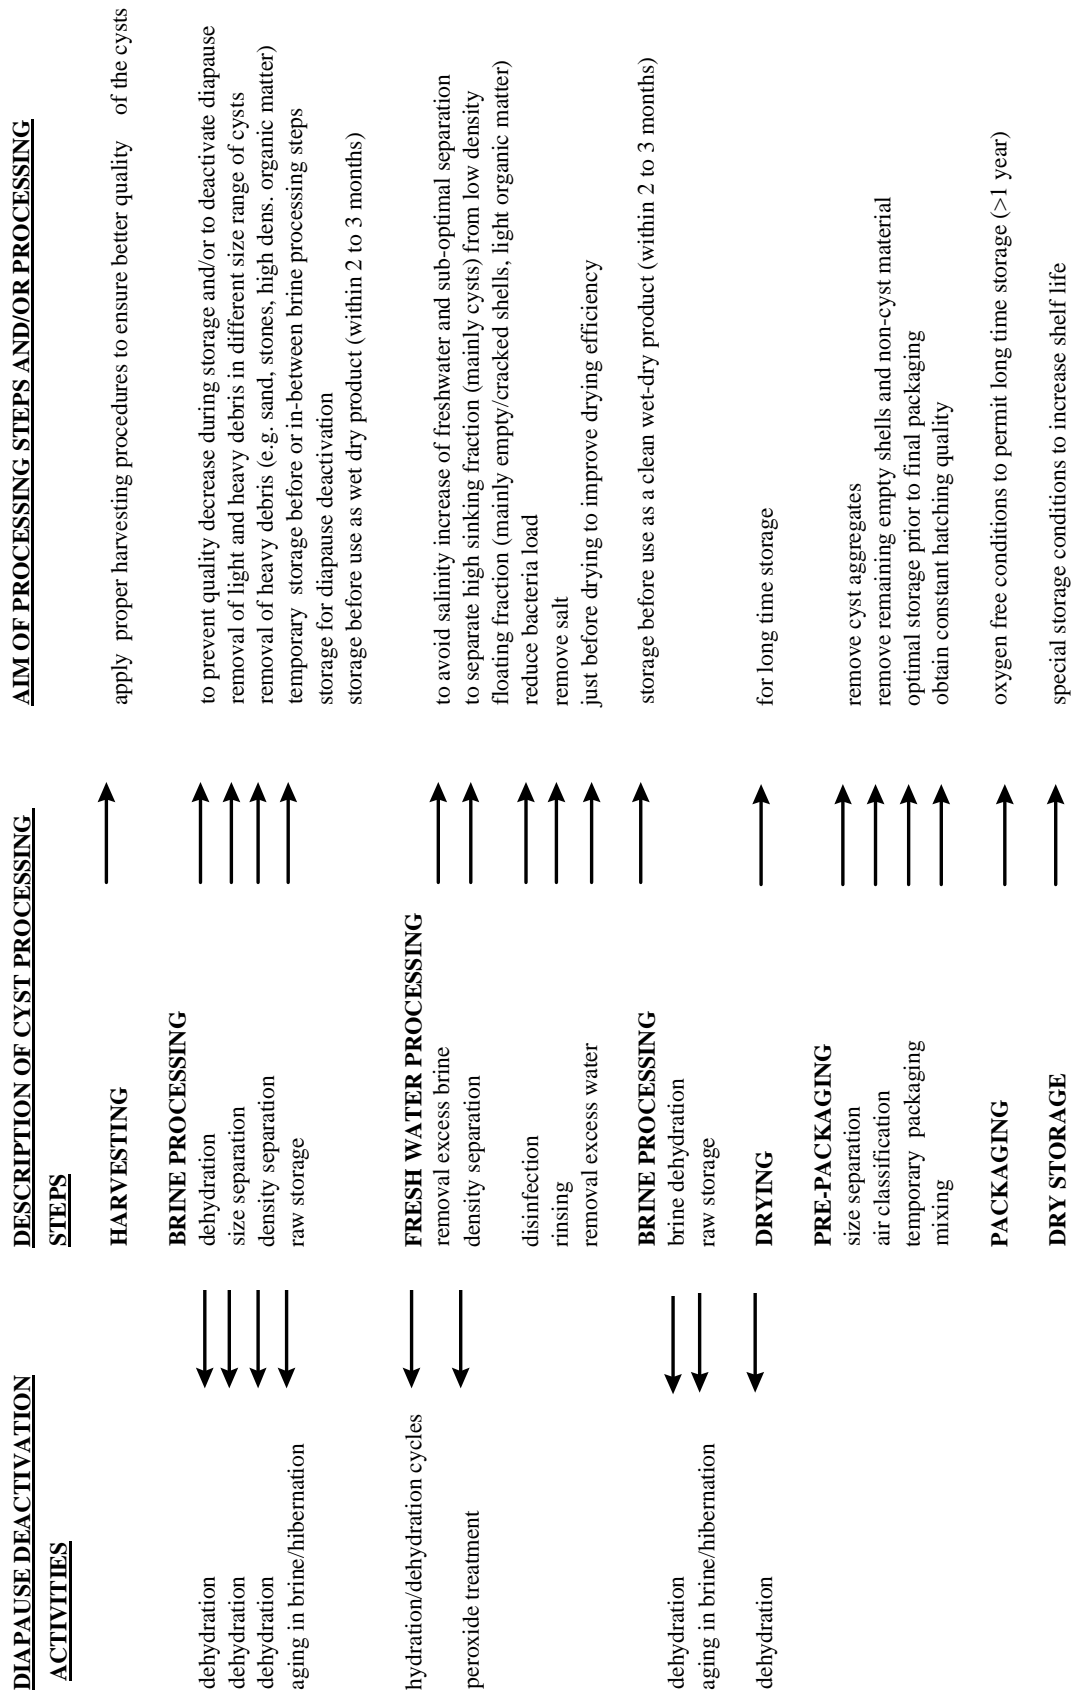 DIAPAUSE DEACTIVATION
ACTIVITIES
DESCRIPTION OF CYST PROCESSING
STEPS
AIM OF PROCESSING STEPS AND/OR PROCESSING
HARVESTING
apply proper harvesting procedures to ensure better quality of the cysts
BRINE PROCESSING
dehydration
dehydration
to prevent quality decrease during storage and/or to deactivate diapause
dehydration
size separation
removal of light and heavy debris in different size range of cysts
dehydration
density separation
removal of heavy debris (e.g. sand, stones, high dens. organic matter)
aging in brine/hibernation
raw storage
temporary storage before or in-between brine processing steps
storage for diapause deactivation
storage before use as wet dry product (within 2 to 3 months)
hydration/dehydration cycles
FRESH WATER PROCESSING
removal excess brine
to avoid salinity increase of freshwater and sub-optimal separation
peroxide treatment
density separation
to separate high sinking fraction (mainly cysts) from low density
floating fraction (mainly empty/cracked shells, light organic matter)
disinfection
reduce bacteria load
rinsing
remove salt
removal excess water
just before drying to improve drying efficiency
BRINE PROCESSING
storage before use as a clean wet-dry product (within 2 to 3 months)
dehydration
brine dehydration
aging in brine/hibernation
raw storage
dehydration
DRYING
for long time storage
PRE-PACKAGING
size separation
remove cyst aggregates
air classification
remove remaining empty shells and non-cyst material
temporary packaging
optimal storage prior to final packaging
mixing
obtain constant hatching quality
PACKAGING
oxygen free conditions to permit long time storage (>1 year)
DRY STORAGE
special storage conditions to increase shelf life